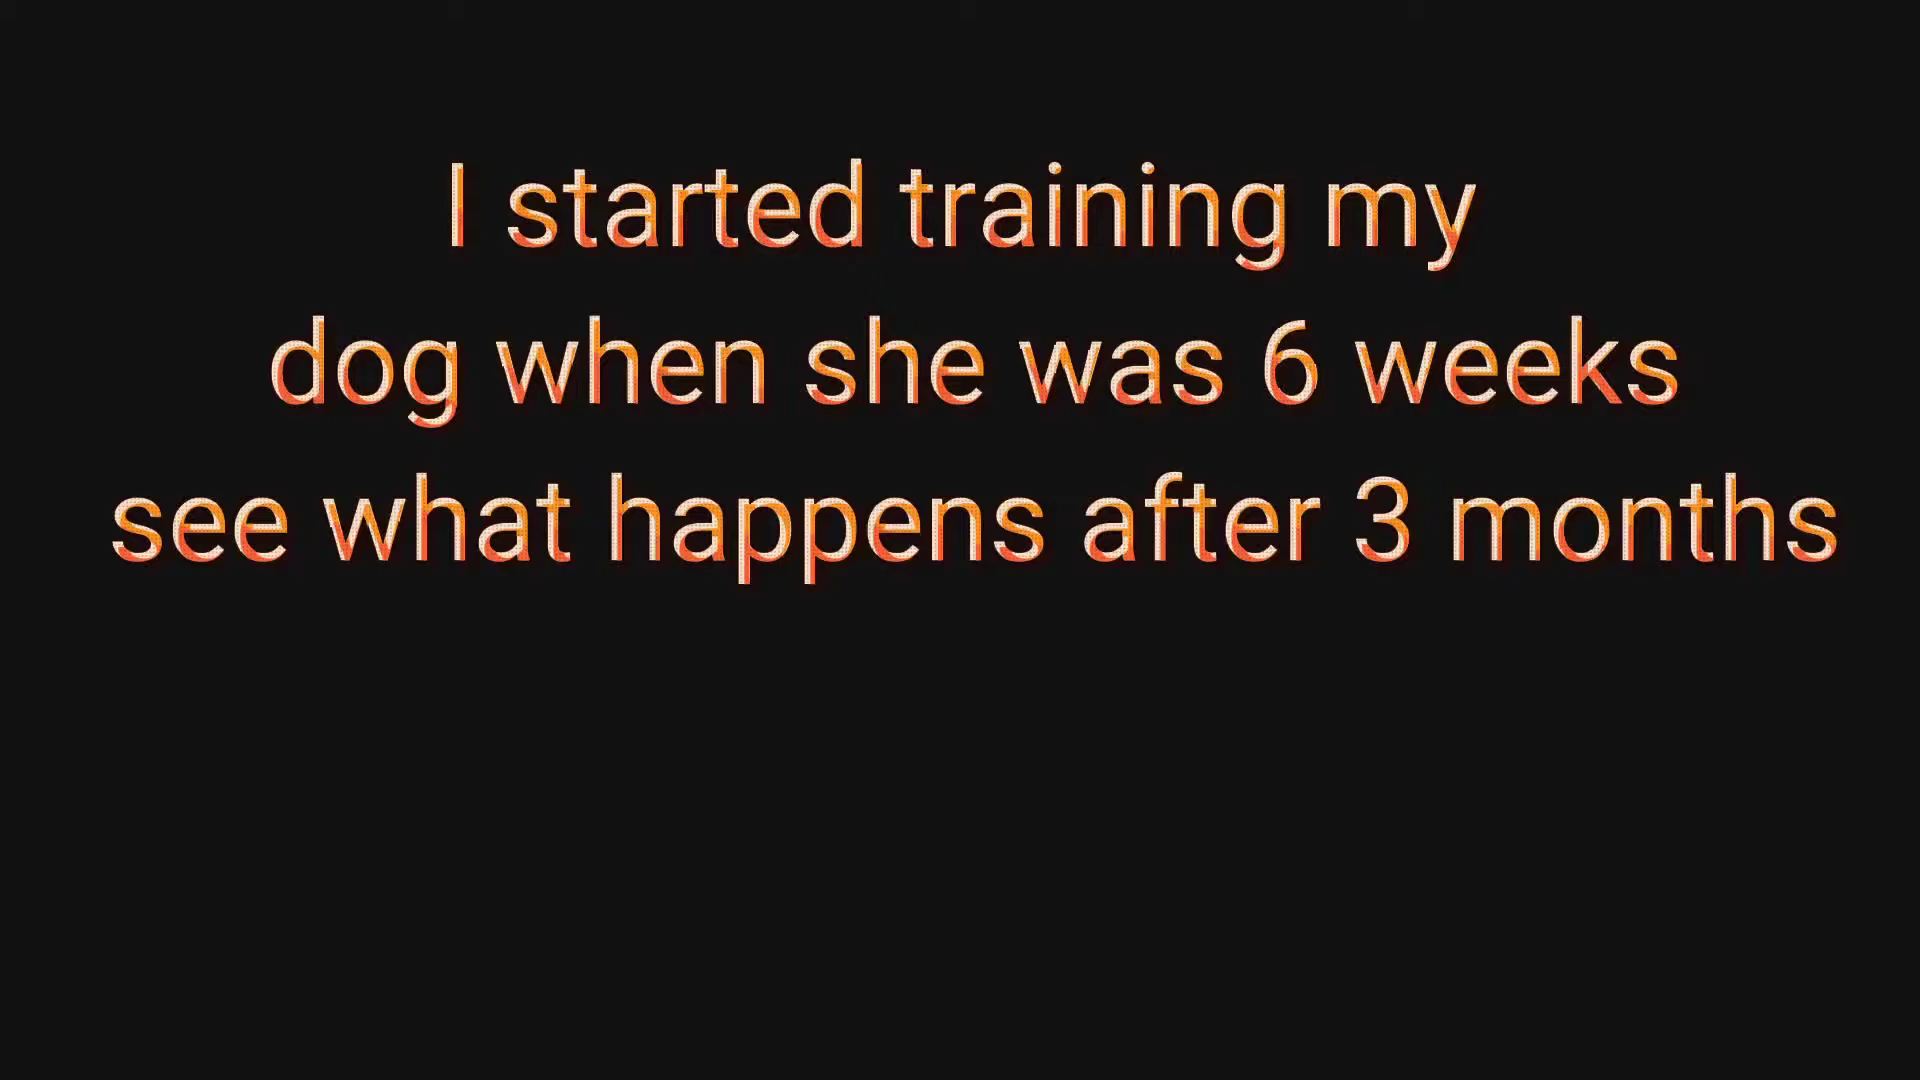 I started training my
dog when she was 6 weeks
see what happens after 3 months